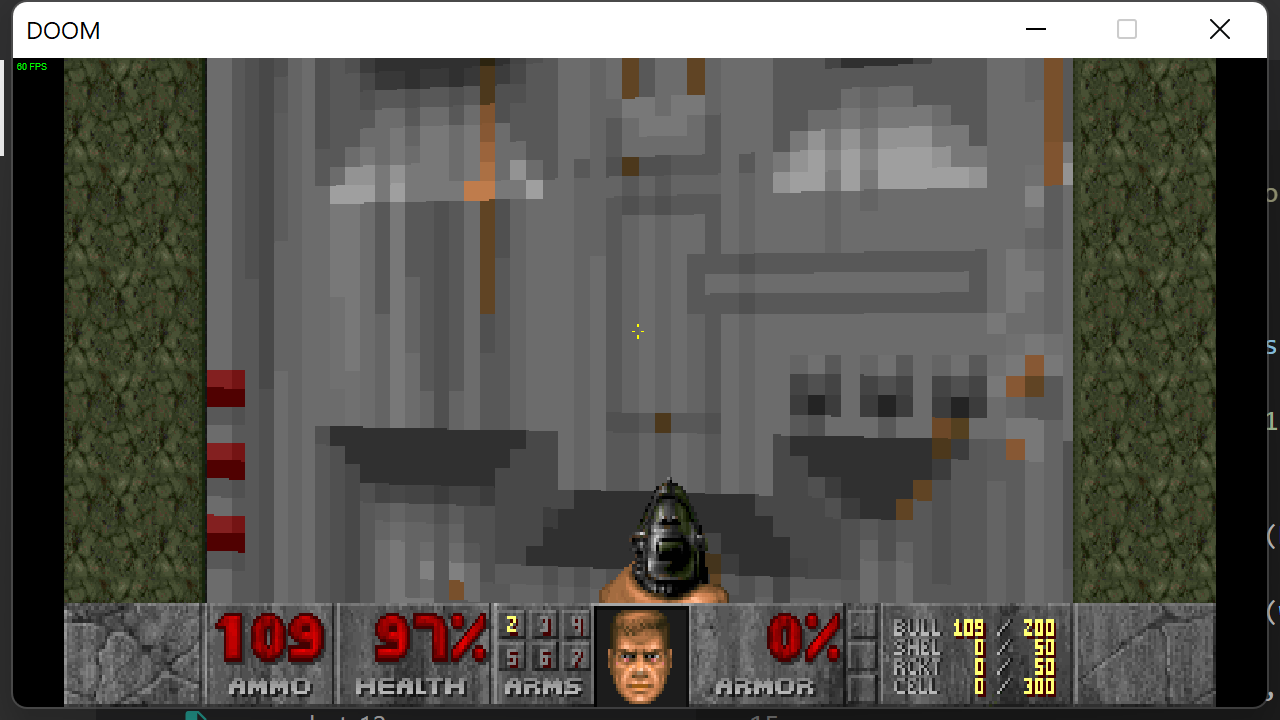 DOOM
60 FPS
109 97% 2 3 4 0% BULL 109 / 200
SHEL 0 / 50
5 6 7 RCKT 0 / 50
AMMO HEALTH ARMS ARMOR CELL 0 / 300
15